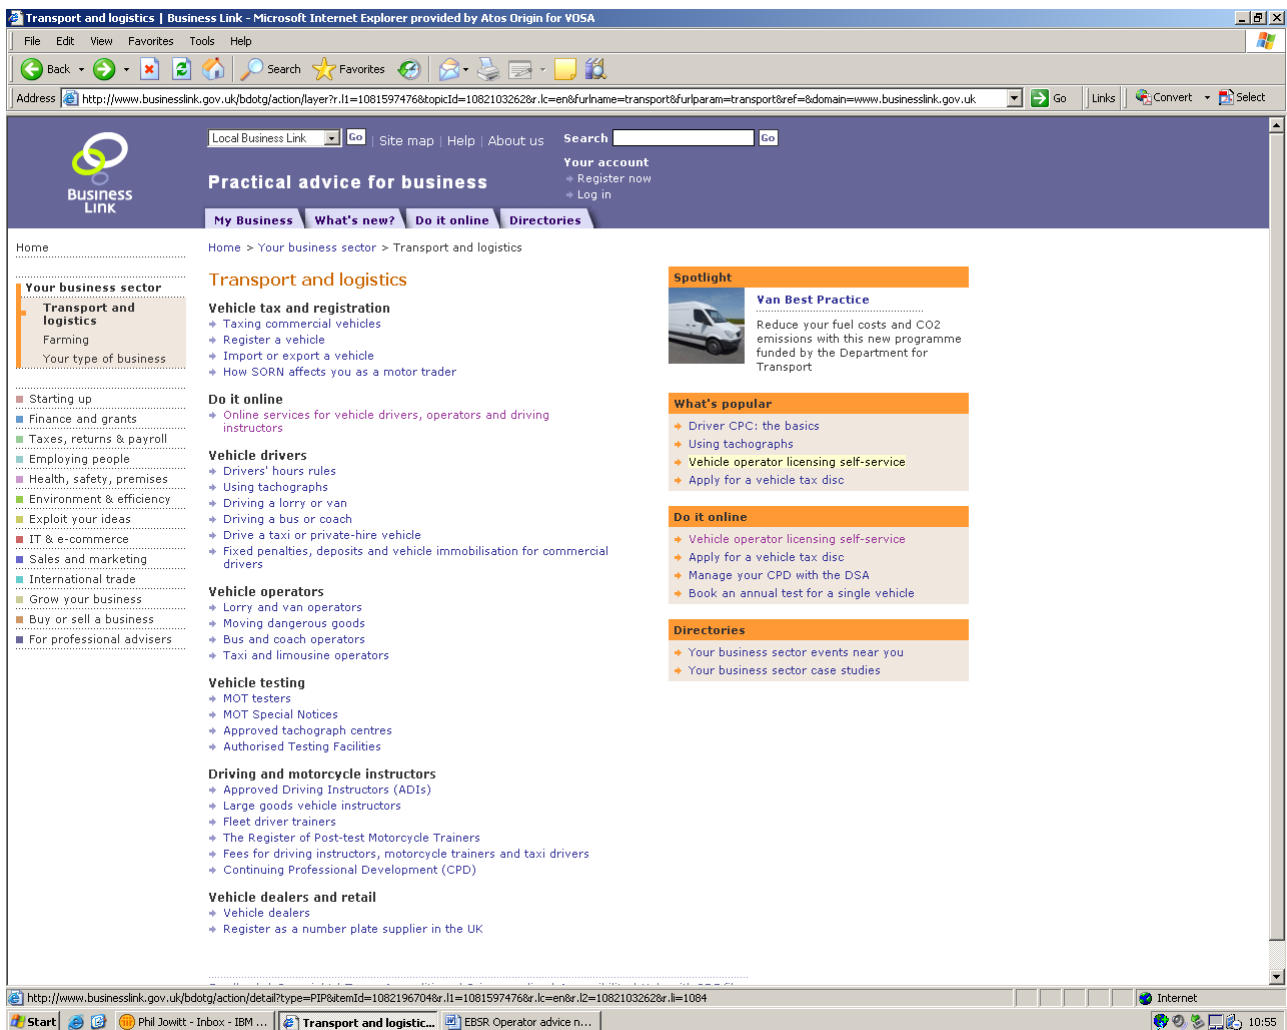 Transport and logistics | Business Link - Microsoft Internet Explorer provided by Atos Origin for VOSA
File Edit View Favorites Tools Help
Back Search Favorites
Address http://www.businesslink.gov.uk/bdotg/action/layer?r.l1=1081597476&topicId=1082103262&r.lc=en&furlname=transport&furlparam=transport&ref=&domain=www.businesslink.gov.uk Go Links Convert Select
Business Link
Local Business Link Go | Site map | Help | About us Search Go
Your account
Register now
Log in
Practical advice for business
My Business What's new? Do it online Directories
Home
Your business sector
Transport and
logistics
Farming
Your type of business
Starting up
Finance and grants
Taxes, returns & payroll
Employing people
Health, safety, premises
Environment & efficiency
Exploit your ideas
IT & e-commerce
Sales and marketing
International trade
Grow your business
Buy or sell a business
For professional advisers
Home > Your business sector > Transport and logistics
Transport and logistics
Vehicle tax and registration
Taxing commercial vehicles
Register a vehicle
Import or export a vehicle
How SORN affects you as a motor trader
Do it online
Online services for vehicle drivers, operators and driving
instructors
Vehicle drivers
Drivers' hours rules
Using tachographs
Driving a lorry or van
Driving a bus or coach
Drive a taxi or private-hire vehicle
Fixed penalties, deposits and vehicle immobilisation for commercial
drivers
Vehicle operators
Lorry and van operators
Moving dangerous goods
Bus and coach operators
Taxi and limousine operators
Vehicle testing
MOT testers
MOT Special Notices
Approved tachograph centres
Authorised Testing Facilities
Driving and motorcycle instructors
Approved Driving Instructors (ADIs)
Large goods vehicle instructors
Fleet driver trainers
The Register of Post-test Motorcycle Trainers
Fees for driving instructors, motorcycle trainers and taxi drivers
Continuing Professional Development (CPD)
Vehicle dealers and retail
Vehicle dealers
Register as a number plate supplier in the UK
Spotlight
Van Best Practice
Reduce your fuel costs and CO2
emissions with this new programme
funded by the Department for
Transport
What's popular
Driver CPC: the basics
Using tachographs
Vehicle operator licensing self-service
Apply for a vehicle tax disc
Do it online
Vehicle operator licensing self-service
Apply for a vehicle tax disc
Manage your CPD with the DSA
Book an annual test for a single vehicle
Directories
Your business sector events near you
Your business sector case studies
http://www.businesslink.gov.uk/bdotg/action/detail?type=PIP&itemId=1082196704&r.l1=1081597476&r.lc=en&r.l2=1082103262&r.li=1084 Internet
Start Phil Jowitt - Inbox - IBM ... Transport and logistic... EBSR Operator advice n... 10:55